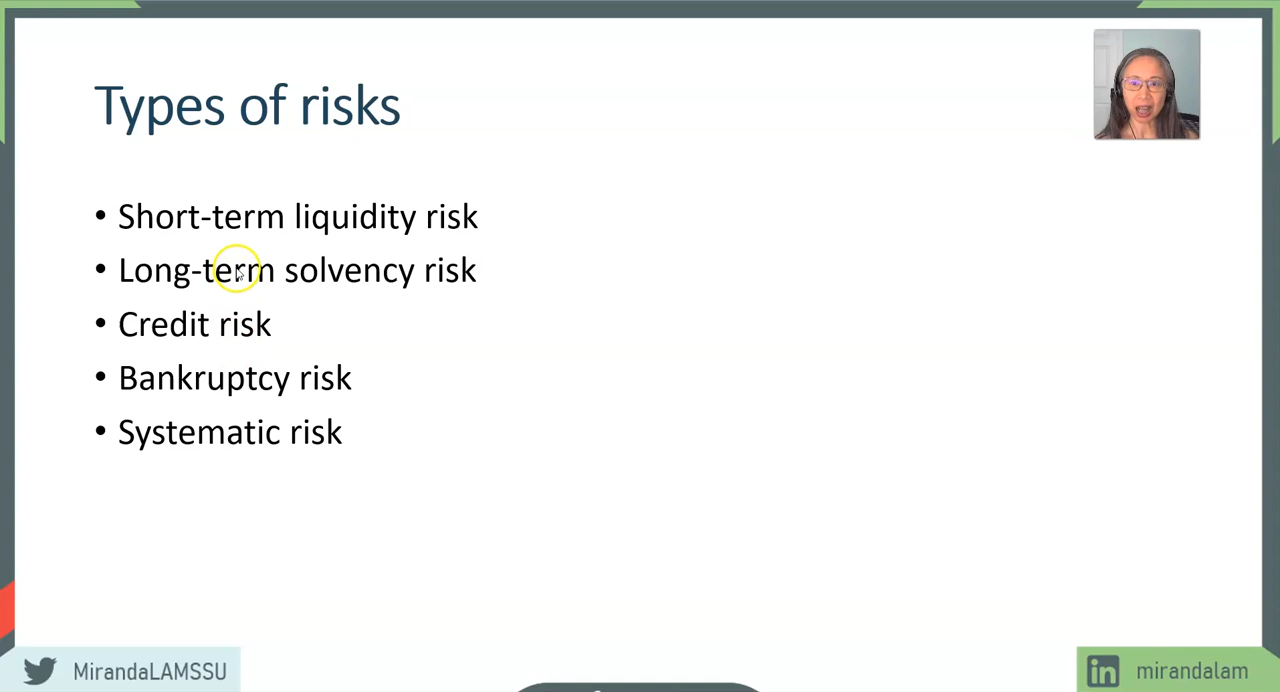 Types of risks
• Short-term liquidity risk
• Long-term solvency risk
• Credit risk
• Bankruptcy risk
• Systematic risk
MirandaLAMSSU
in mirandalam